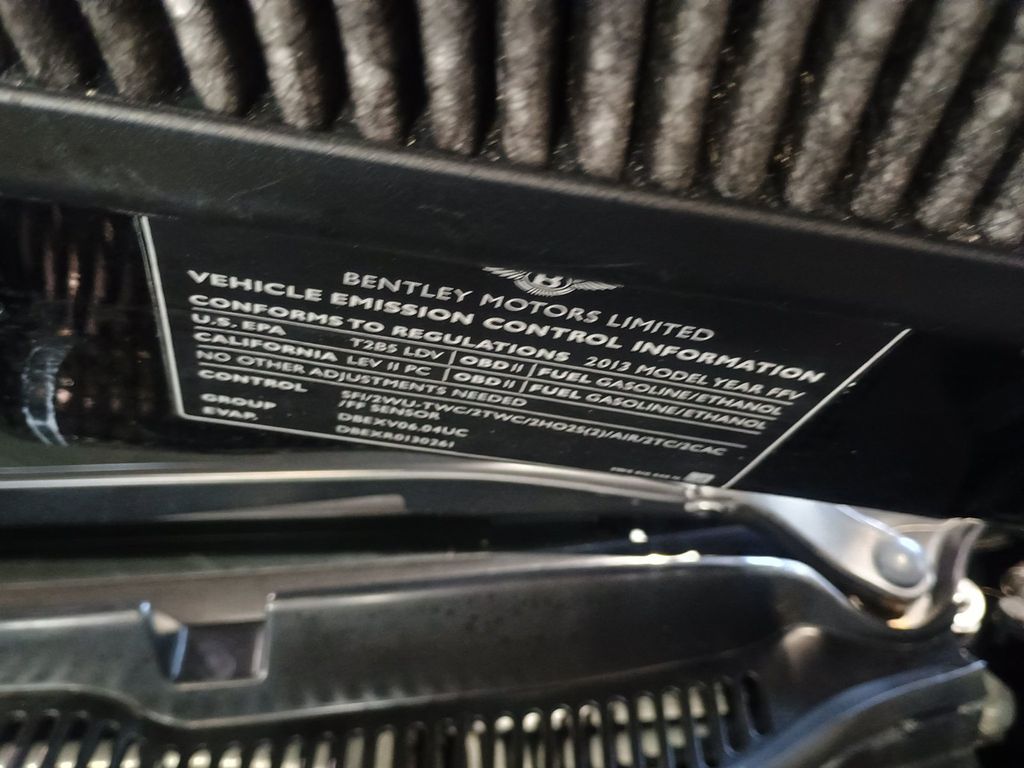 B
BENTLEY MOTORS LIMITED
VEHICLE EMISSION CONTROL INFORMATION
CONFORMS TO REGULATIONS 2013 MODEL YEAR FFV
U.S. EPA T2B5 LDV OBD II FUEL GASOLINE/ETHANOL
CALIFORNIA LEV II PC OBD II FUEL GASOLINE/ETHANOL
NO OTHER ADJUSTMENTS NEEDED
CONTROL SFI/2WU-TWC/2TWC/2HO2S(2)/AIR/2TC/2CAC
/FF SENSOR
GROUP DBEXV06.04UC
EVAP. DBEXR0130261